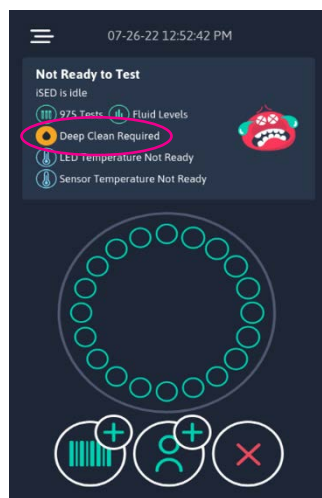 07-26-22 12:52:42 PM
Not Ready to Test
iSED is idle
975 Tests Fluid Levels
Deep Clean Required
LED Temperature Not Ready
Sensor Temperature Not Ready